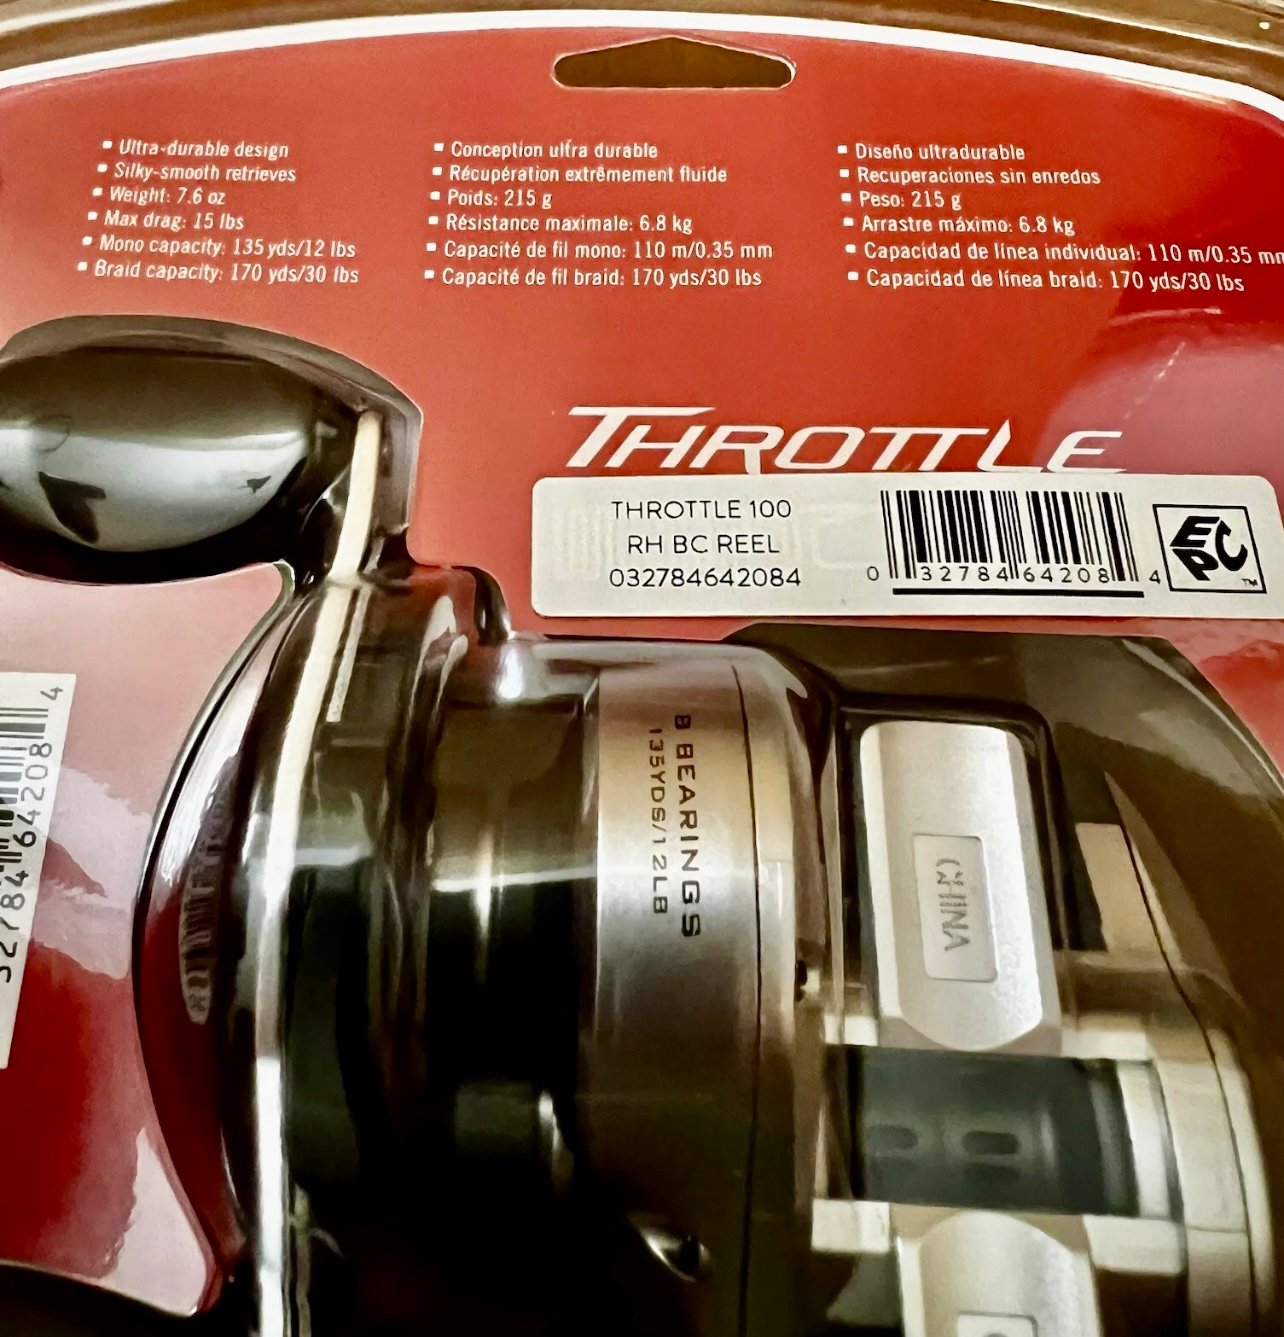 ▪ Ultra-durable design
▪ Silky-smooth retrieves
▪ Weight: 7.6 oz
▪ Max drag: 15 lbs
▪ Mono capacity: 135 yds/12 lbs
▪ Braid capacity: 170 yds/30 lbs
▪ Conception ultra durable
▪ Récupération extrêmement fluide
▪ Poids: 215 g
▪ Résistance maximale: 6.8 kg
▪ Capacité de fil mono: 110 m/0.35 mm
▪ Capacité de fil braid: 170 yds/30 lbs
▪ Diseño ultradurable
▪ Recuperaciones sin enredos
▪ Peso: 215 g
▪ Arrastre máximo: 6.8 kg
▪ Capacidad de línea individual: 110 m/0.35 mm
▪ Capacidad de línea braid: 170 yds/30 lbs
THROTTLE
THROTTLE 100
RH BC REEL
032784642084
0 32784 64208 4
EPC™
8 BEARINGS
135YDS/12LB
CHINA
32784 64208 4